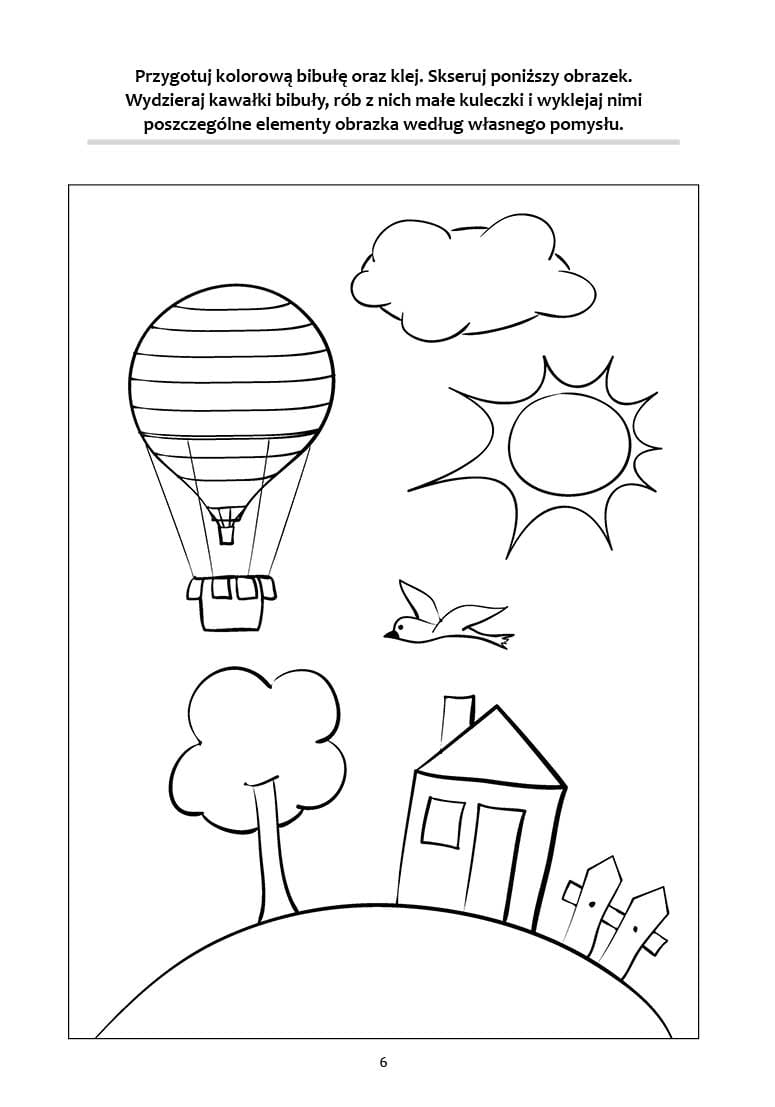 Przygotuj kolorową bibułę oraz klej. Skseruj poniższy obrazek.
Wydzieraj kawałki bibuły, rób z nich małe kuleczki i wyklejaj nimi
poszczególne elementy obrazka według własnego pomysłu.
6